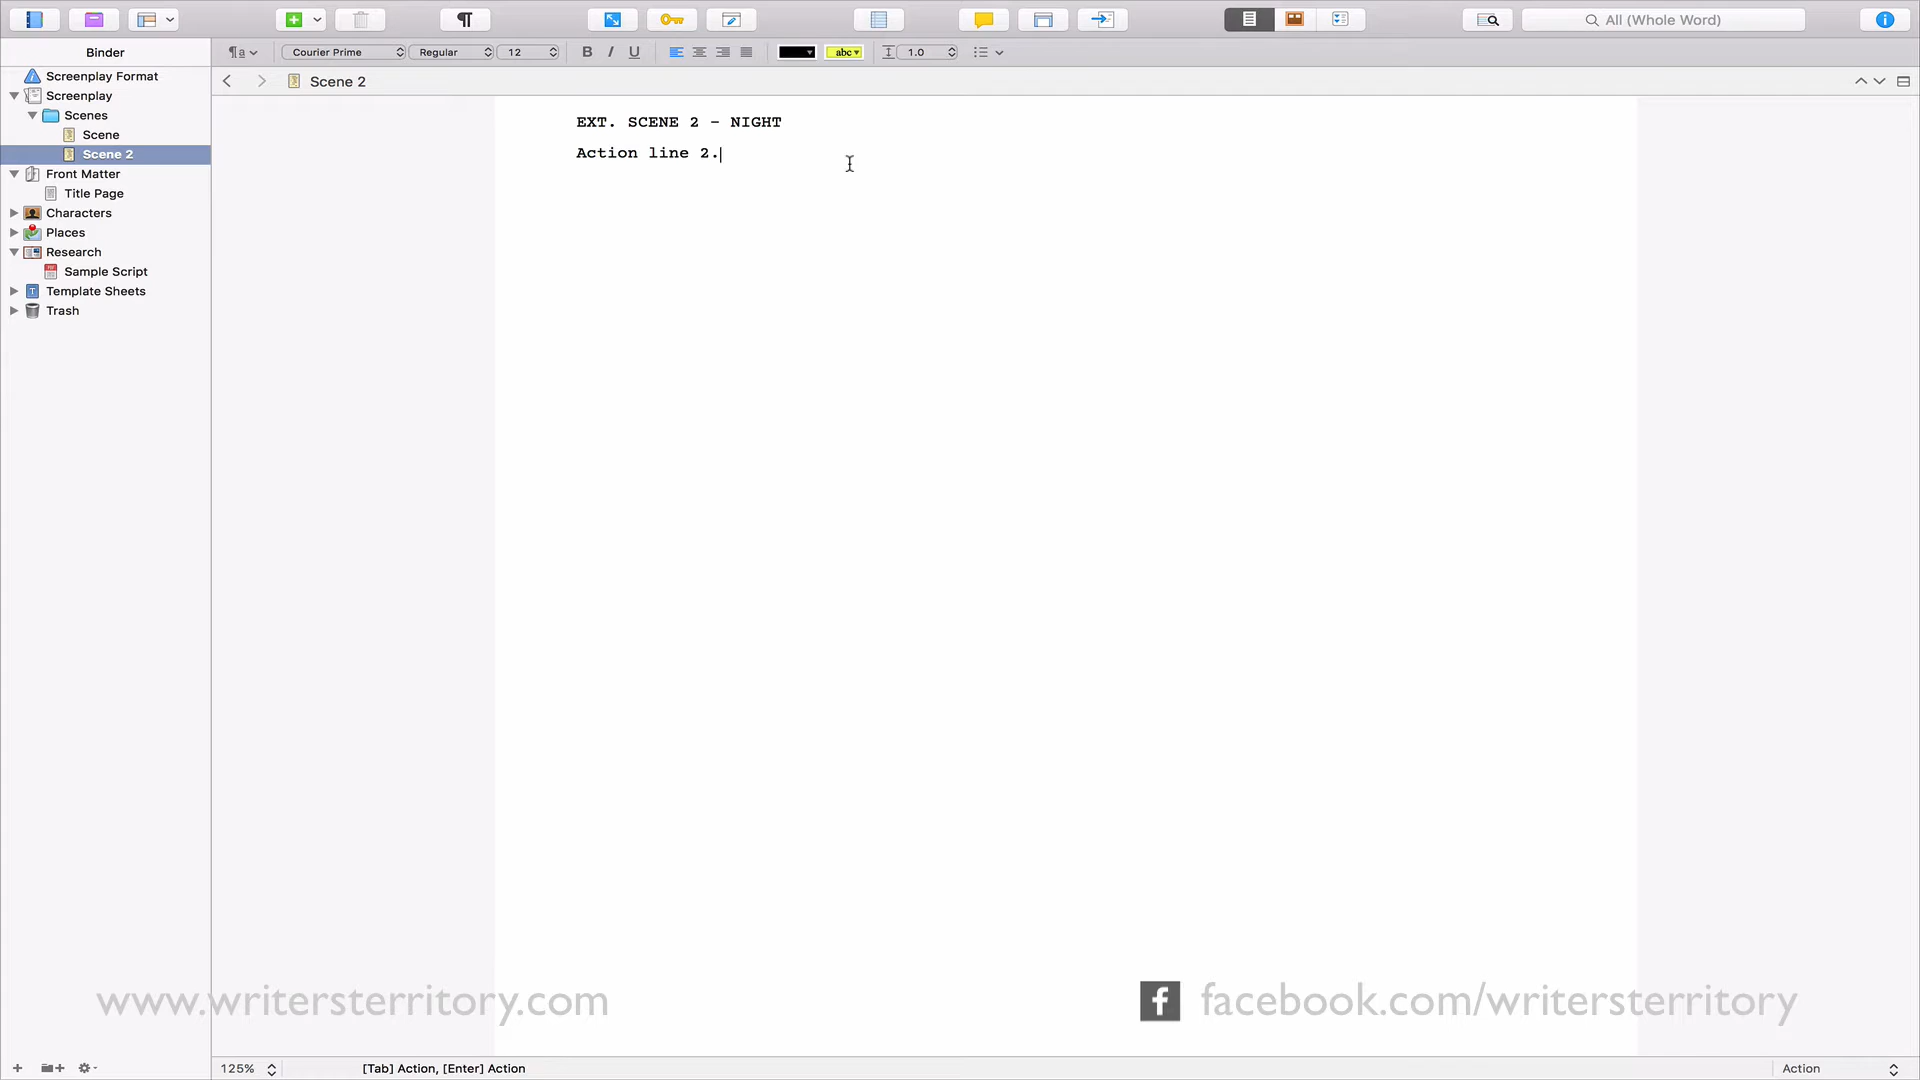 All (Whole Word)
Binder
¶a
Courier Prime
Regular
12
B
I
U
abc
1.0
Screenplay Format
Screenplay
Scenes
Scene
Scene 2
Front Matter
Title Page
Characters
Places
Research
Sample Script
Template Sheets
Trash
Scene 2
EXT. SCENE 2 - NIGHT
Action line 2.
www.writersterritory.com
facebook.com/writersterritory
125%
[Tab] Action, [Enter] Action
Action